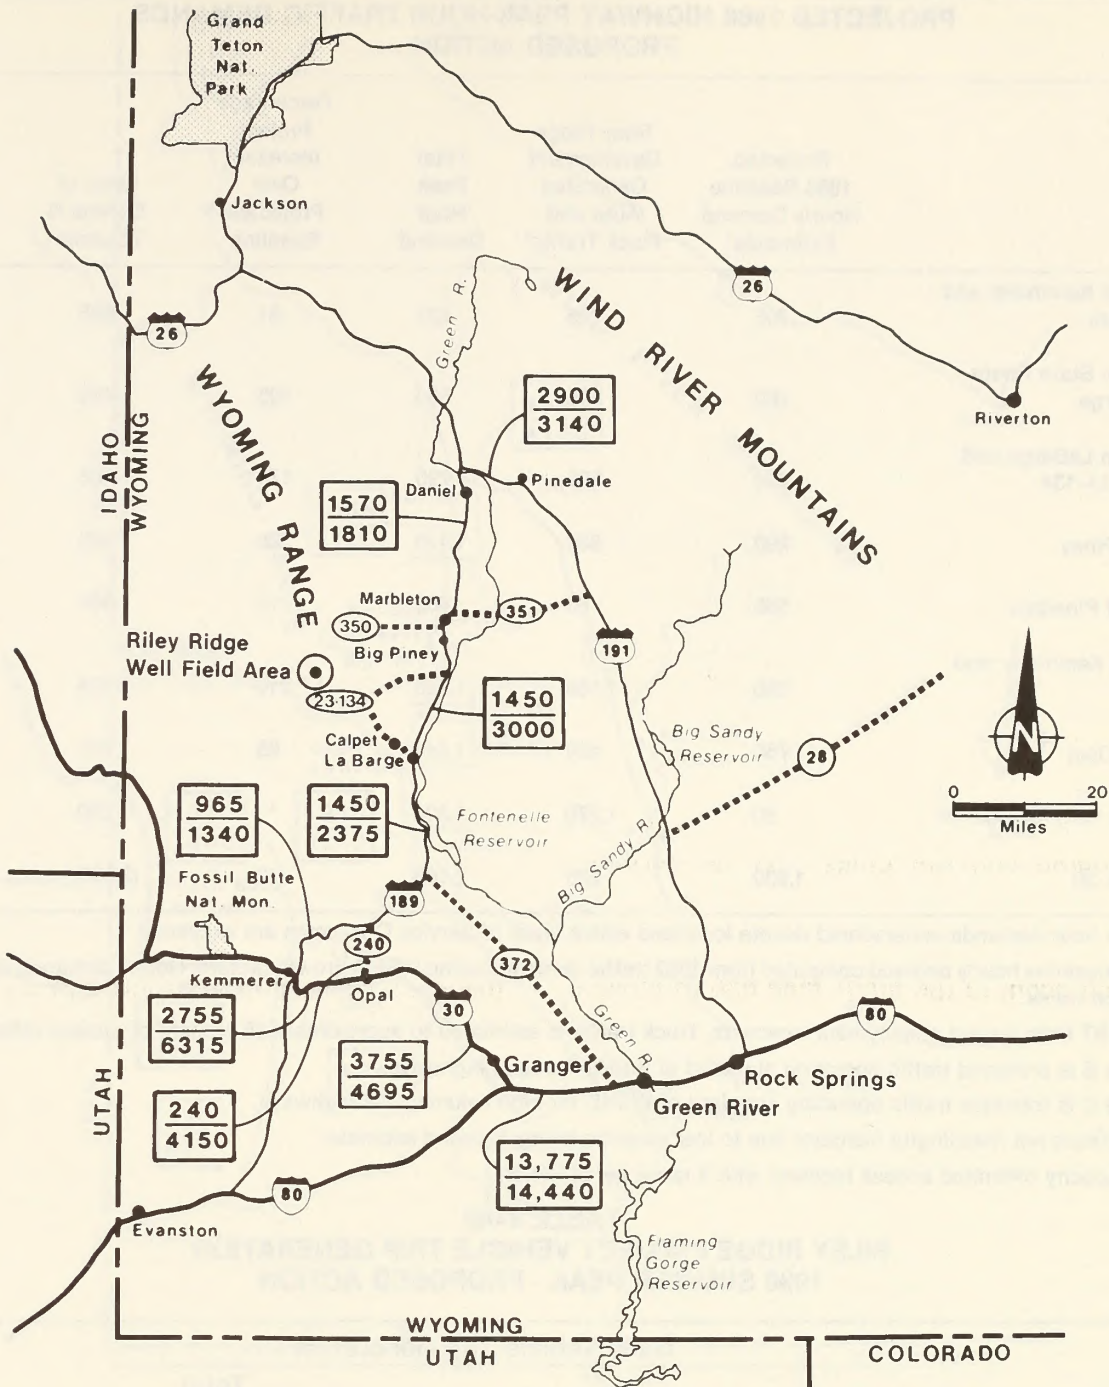 Grand
Teton
Nat.
Park
Jackson
26
26
Green R.
WIND RIVER MOUNTAINS
WYOMING RANGE
IDAHO
WYOMING
2900
3140
Riverton
Pinedale
Daniel
1570
1810
Marbleton
351
350
Big Piney
191
Riley Ridge
Well Field Area
23-134
1450
3000
Calpet
La Barge
Big Sandy
Reservoir
28
N
0 20
Miles
965
1340
1450
2375
Fontenelle
Reservoir
Big Sandy R.
Fossil Butte
Nat. Mon.
189
240
372
Kemmerer
Opal
30
80
2755
6315
3755
4695
Granger
Green R.
Rock Springs
Green River
UTAH
240
4150
13,775
14,440
80
Evanston
Flaming
Gorge
Reservoir
WYOMING
UTAH
COLORADO